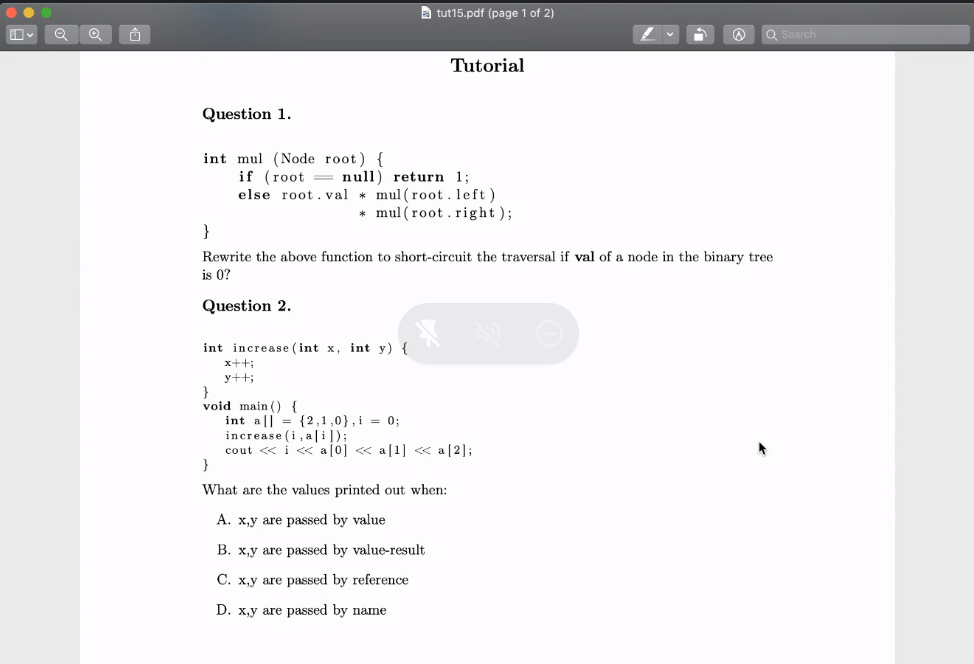 tut15.pdf (page 1 of 2)
Search
Tutorial
Question 1.
int mul (Node root) {
if (root == null) return 1;
else root.val * mul(root.left)
* mul(root.right);
}
Rewrite the above function to short-circuit the traversal if val of a node in the binary tree
is 0?
Question 2.
int increase(int x, int y) {
x++;
y++;
}
void main() {
int a[] = {2,1,0},i = 0;
increase(i,a[i]);
cout << i << a[0] << a[1] << a[2];
}
What are the values printed out when:
A. x,y are passed by value
B. x,y are passed by value-result
C. x,y are passed by reference
D. x,y are passed by name